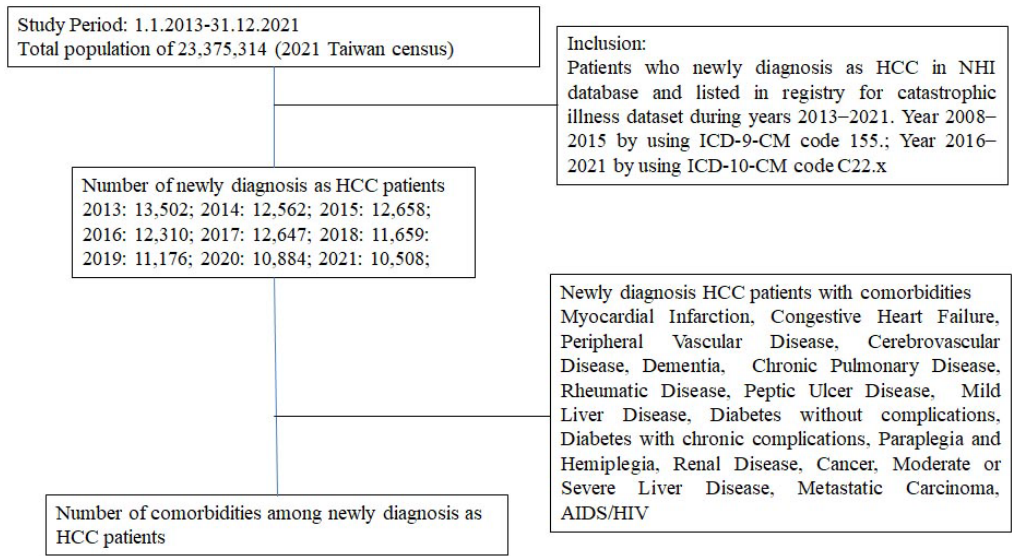 Study Period: 1.1.2013-31.12.2021
Total population of 23,375,314 (2021 Taiwan census)
Inclusion:
Patients who newly diagnosis as HCC in NHI
database and listed in registry for catastrophic
illness dataset during years 2013–2021. Year 2008–
2015 by using ICD-9-CM code 155.; Year 2016–
2021 by using ICD-10-CM code C22.x
Number of newly diagnosis as HCC patients
2013: 13,502; 2014: 12,562; 2015: 12,658;
2016: 12,310; 2017: 12,647; 2018: 11,659:
2019: 11,176; 2020: 10,884; 2021: 10,508;
Newly diagnosis HCC patients with comorbidities
Myocardial Infarction, Congestive Heart Failure,
Peripheral Vascular Disease, Cerebrovascular
Disease, Dementia, Chronic Pulmonary Disease,
Rheumatic Disease, Peptic Ulcer Disease, Mild
Liver Disease, Diabetes without complications,
Diabetes with chronic complications, Paraplegia and
Hemiplegia, Renal Disease, Cancer, Moderate or
Severe Liver Disease, Metastatic Carcinoma,
AIDS/HIV
Number of comorbidities among newly diagnosis as
HCC patients